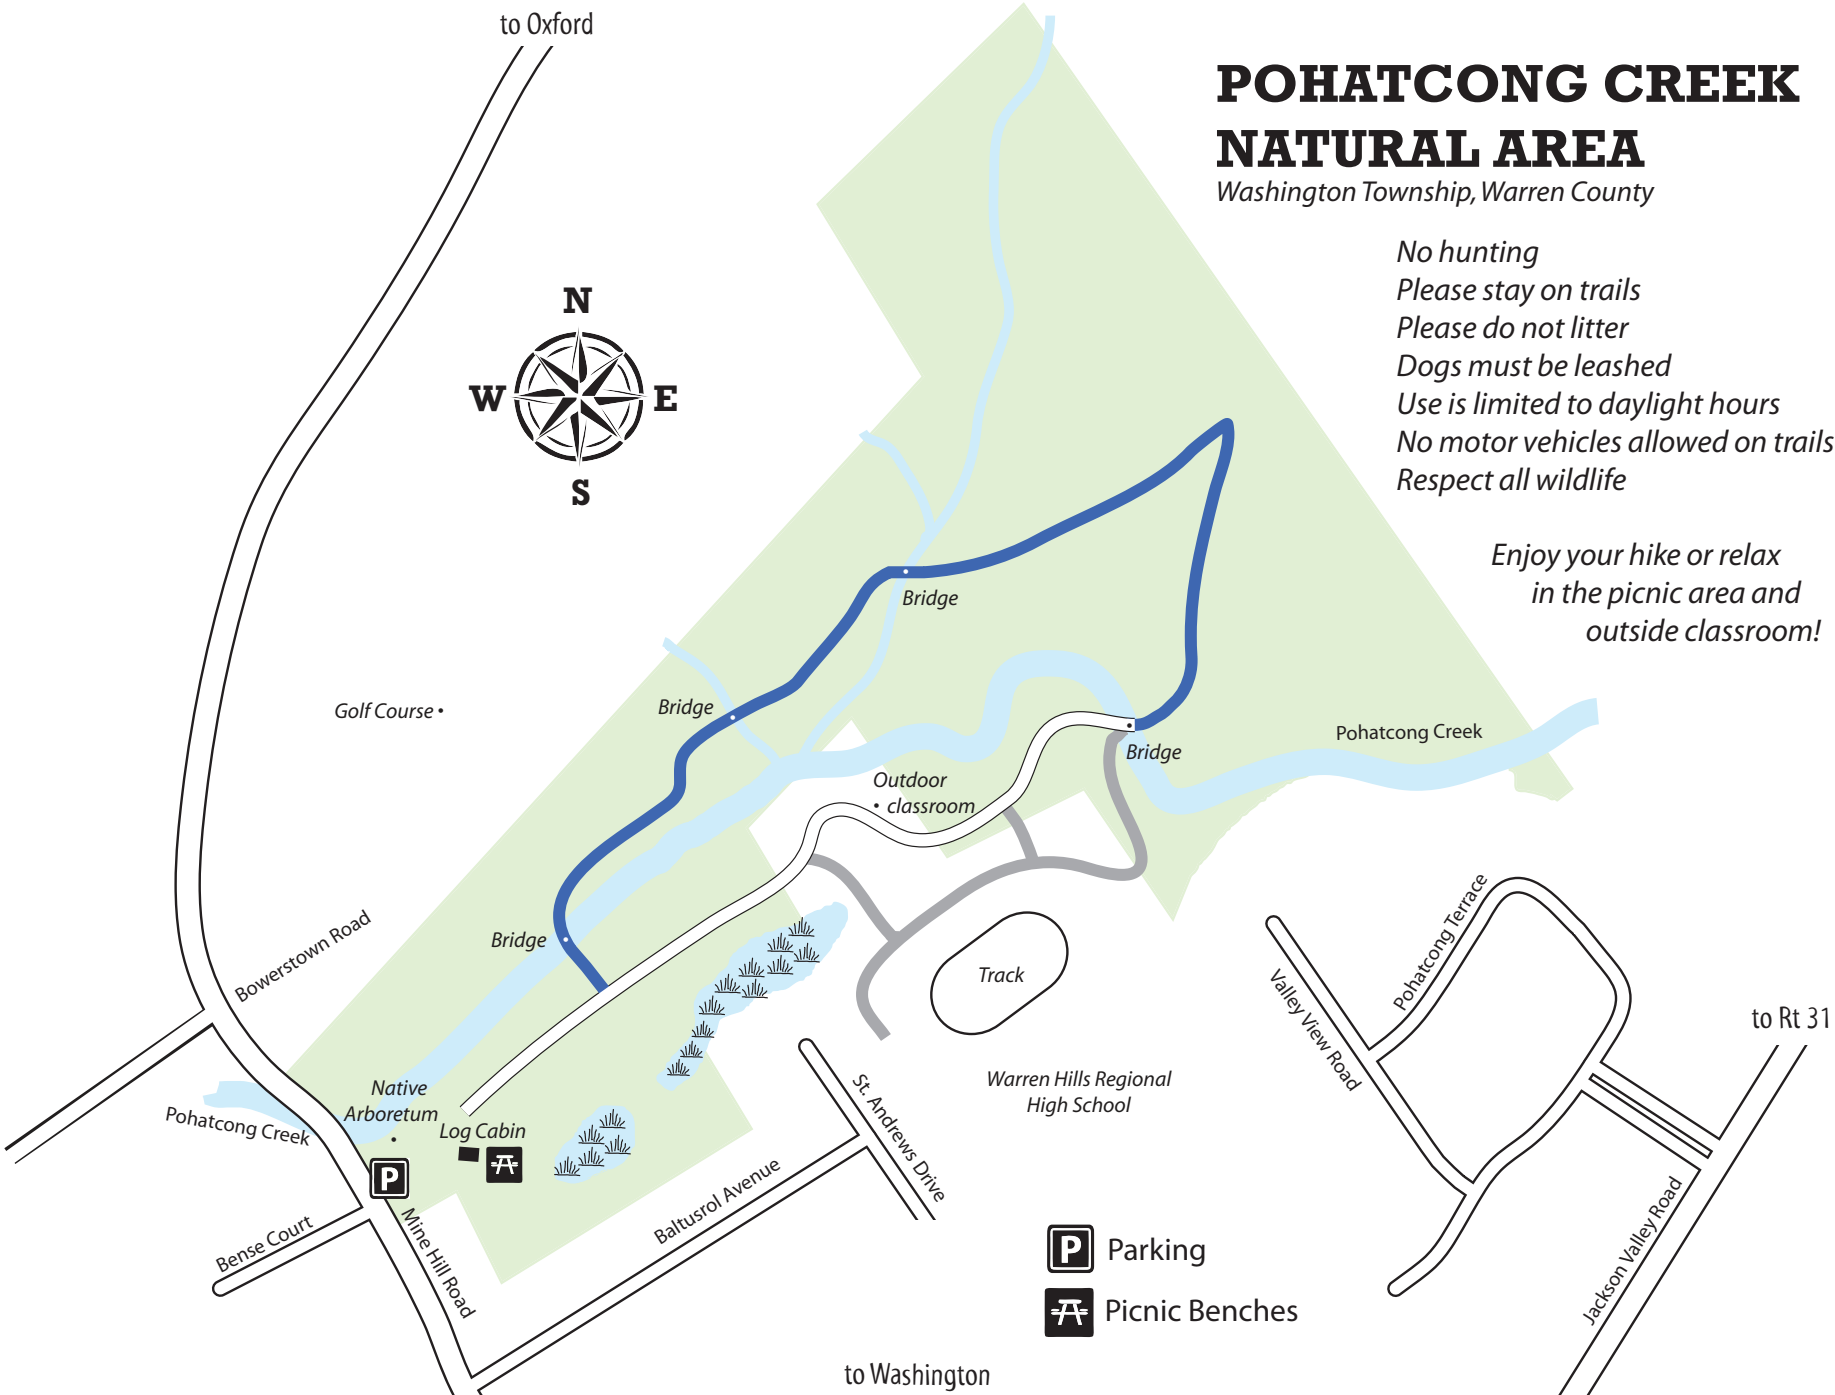 to Oxford
POHATCONG CREEK
NATURAL AREA
Washington Township, Warren County
No hunting
Please stay on trails
Please do not litter
Dogs must be leashed
Use is limited to daylight hours
No motor vehicles allowed on trails
Respect all wildlife
Enjoy your hike or relax
in the picnic area and
outside classroom!
N
W
E
S
Bridge
Bridge
Golf Course
Pohatcong Creek
Bridge
Outdoor
classroom
Bridge
Bowerstown Road
Track
Pohatcong Terrace
Valley View Road
to Rt 31
Native
Arboretum
Pohatcong Creek
Log Cabin
P
St. Andrews Drive
Warren Hills Regional
High School
Baltusrol Avenue
Bense Court
Mine Hill Road
Jackson Valley Road
P
Parking
Picnic Benches
to Washington